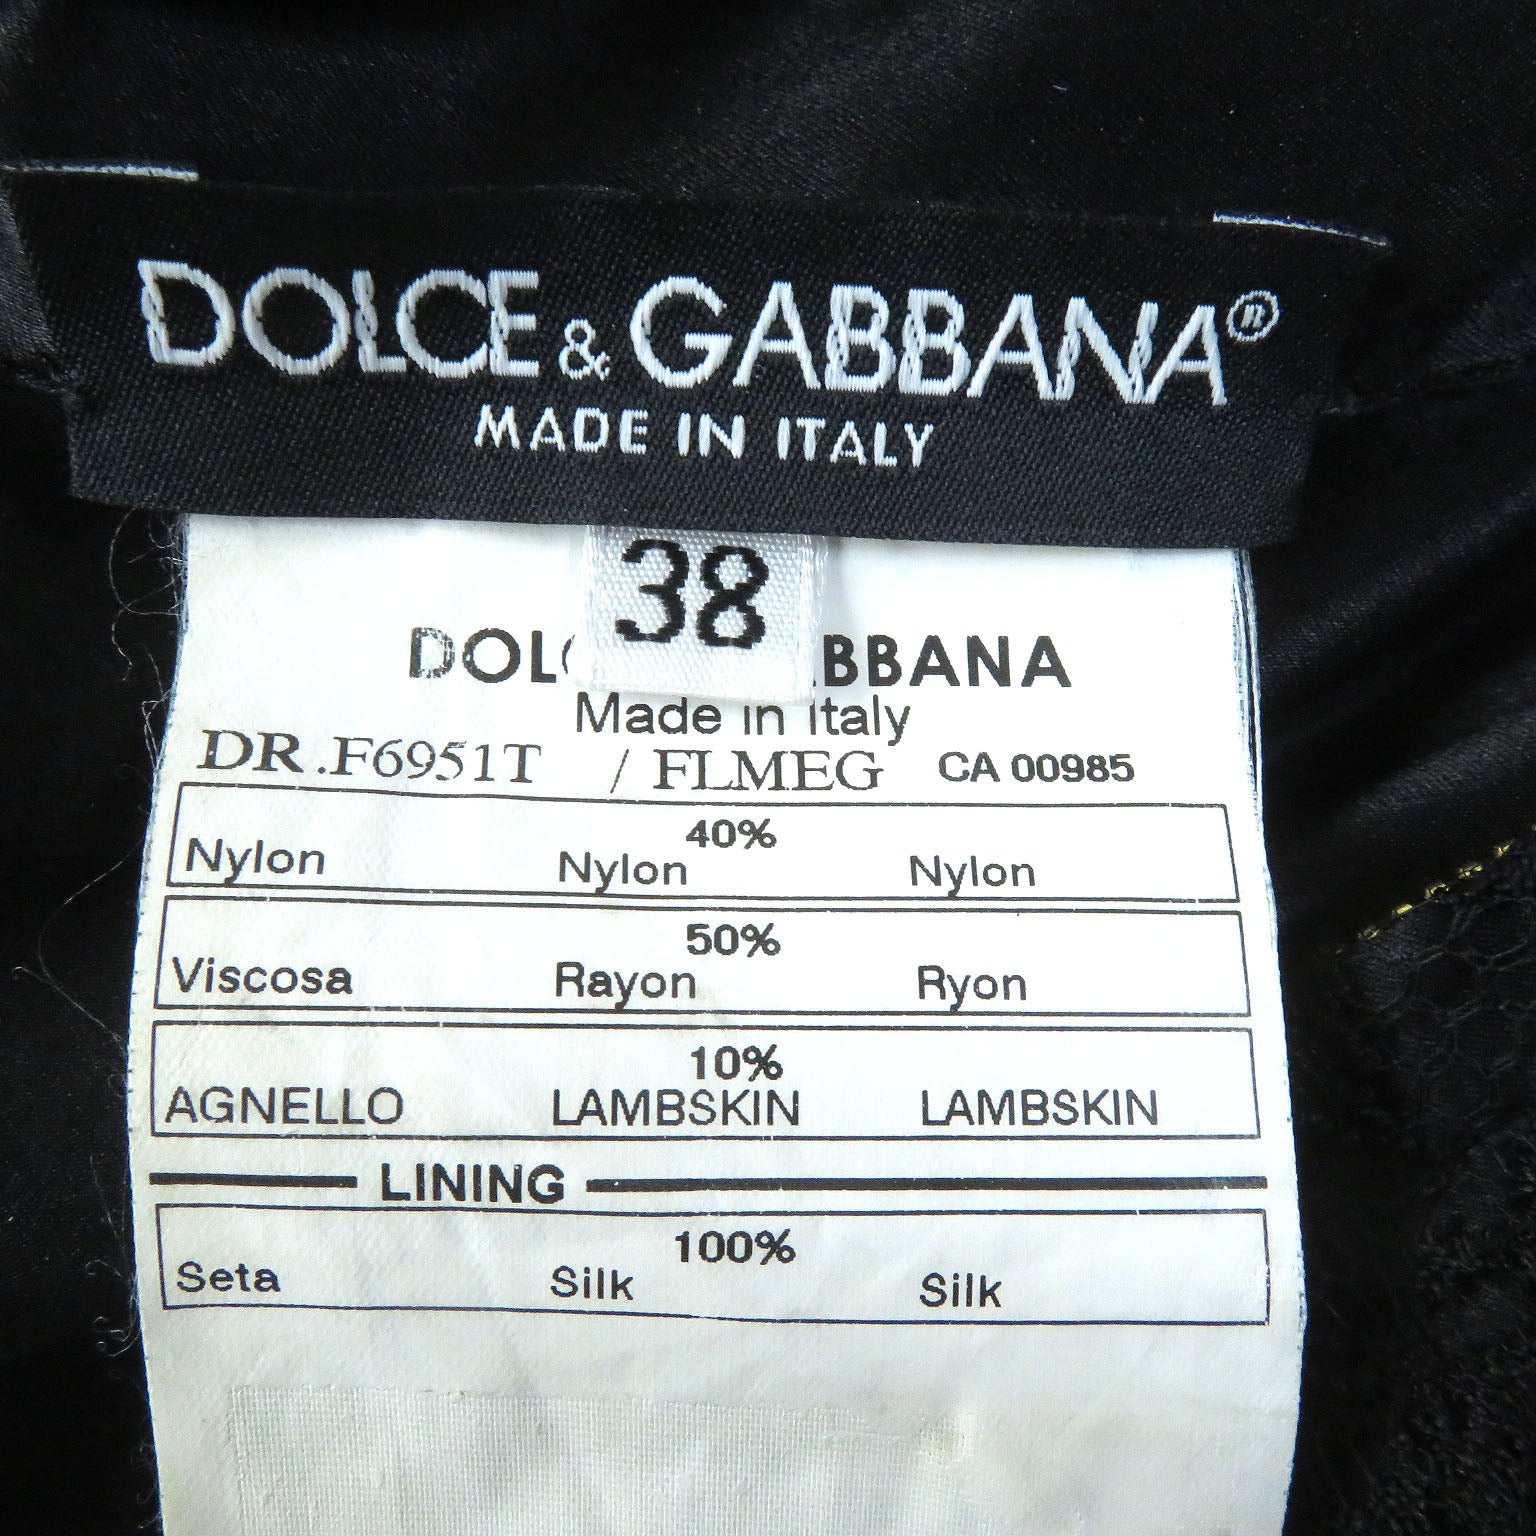 DOLCE & GABBANA®
MADE IN ITALY
38
DOL BBANA
Made in Italy
DR.F6951T / FLMEG CA 00985
40%
Nylon Nylon Nylon
50%
Viscosa Rayon Ryon
10%
AGNELLO LAMBSKIN LAMBSKIN
LINING
100%
Seta Silk Silk